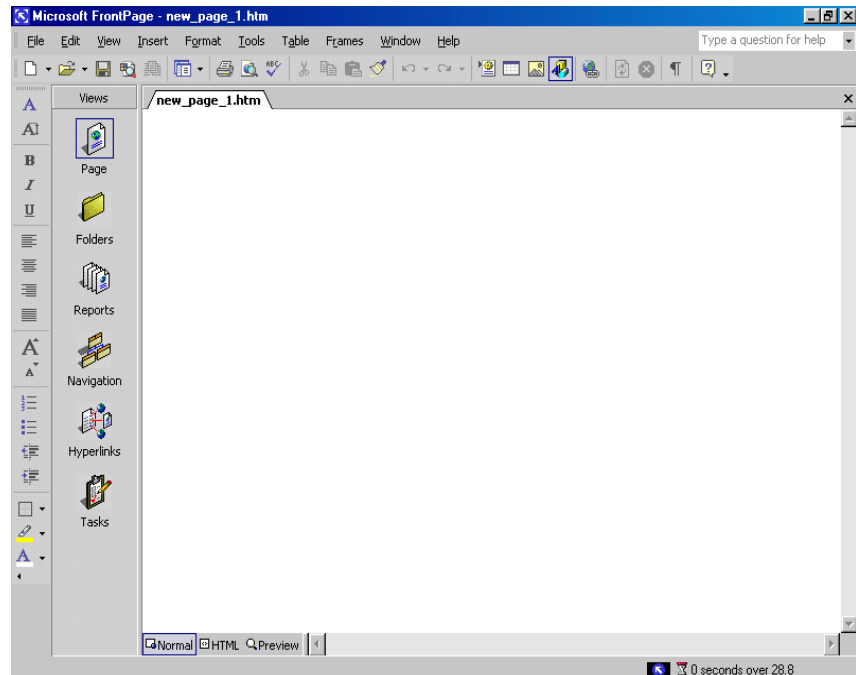 Microsoft FrontPage - new_page_1.htm
File Edit View Insert Format Tools Table Frames Window Help Type a question for help
ABC
Views
new_page_1.htm
A
A
B
Page
I
U
Folders
Reports
A
A
Navigation
Hyperlinks
Tasks
A
Normal HTML Preview
0 seconds over 28.8